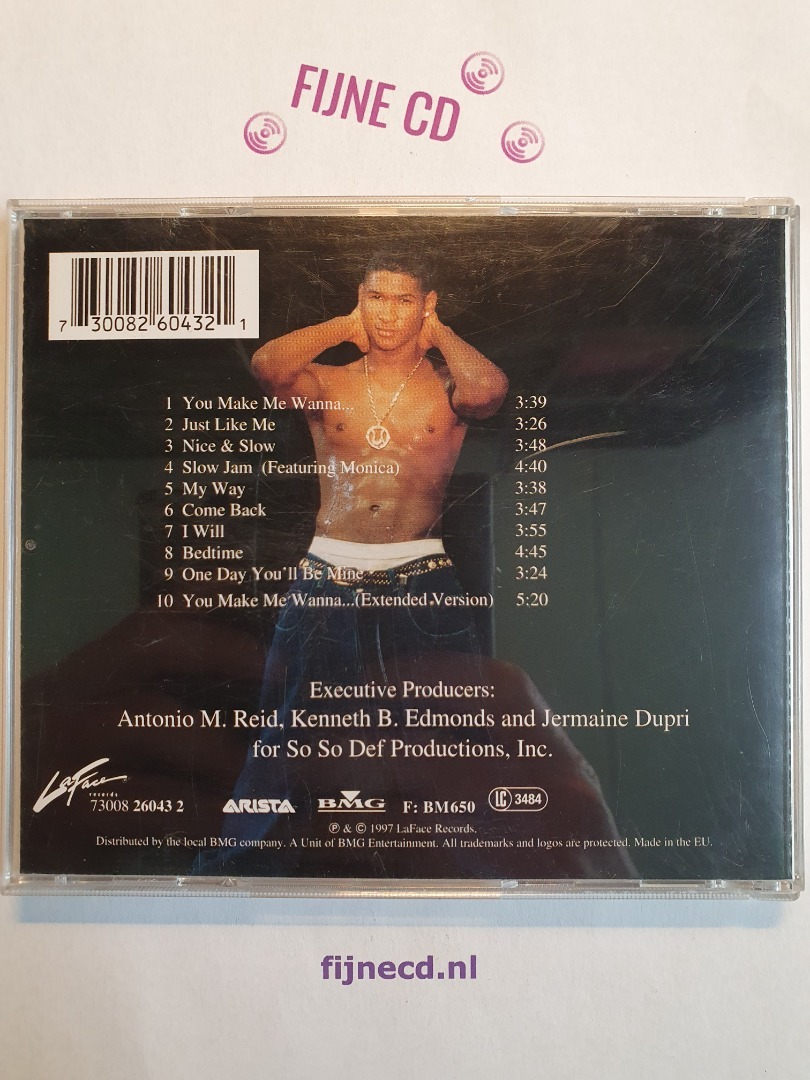 FIJNE CD
7 30082 60432 1
1 You Make Me Wanna... 3:39
2 Just Like Me 3:26
3 Nice & Slow 3:48
4 Slow Jam (Featuring Monica) 4:40
5 My Way 3:38
6 Come Back 3:47
7 I Will 3:55
8 Bedtime 4:45
9 One Day You'll Be Mine 3:24
10 You Make Me Wanna...(Extended Version) 5:20
Executive Producers:
Antonio M. Reid, Kenneth B. Edmonds and Jermaine Dupri
for So So Def Productions, Inc.
LaFace
records
73008 26043 2 ARISTA BMG F: BM650 LC 3484
℗ & © 1997 LaFace Records.
Distributed by the local BMG company. A Unit of BMG Entertainment. All trademarks and logos are protected. Made in the EU.
fijnecd.nl